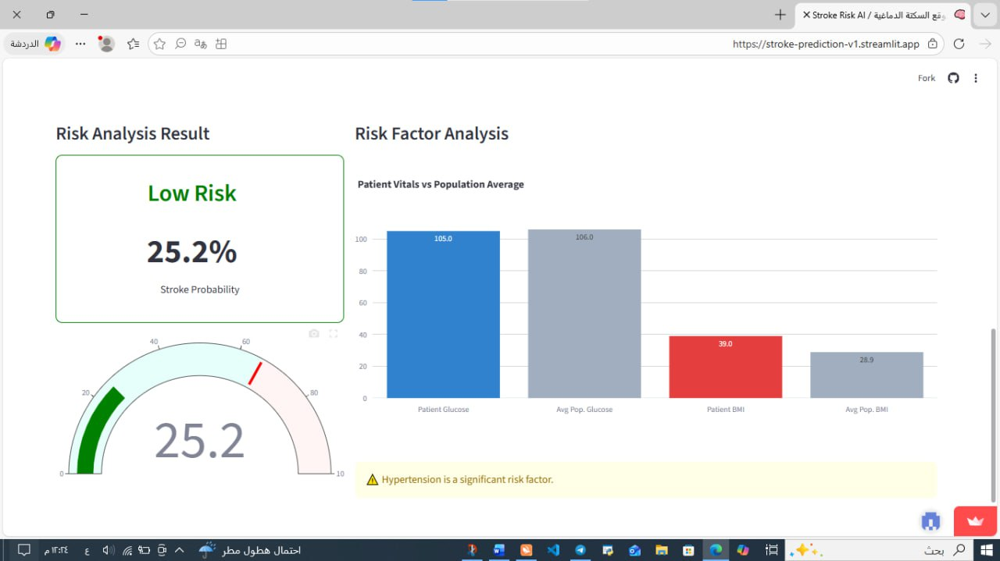 وقع السكتة الدماغية / Stroke Risk AI
https://stroke-prediction-v1.streamlit.app
الدردشة
Fork
Risk Analysis Result
Low Risk
25.2%
Stroke Probability
0
20
40
60
80
10
25.2
Risk Factor Analysis
Patient Vitals vs Population Average
100
80
60
40
20
0
105.0
106.0
39.0
28.9
Patient Glucose
Avg Pop. Glucose
Patient BMI
Avg Pop. BMI
Hypertension is a significant risk factor.
بحث
احتمال هطول مطر
ع
١٢:٢٤ م